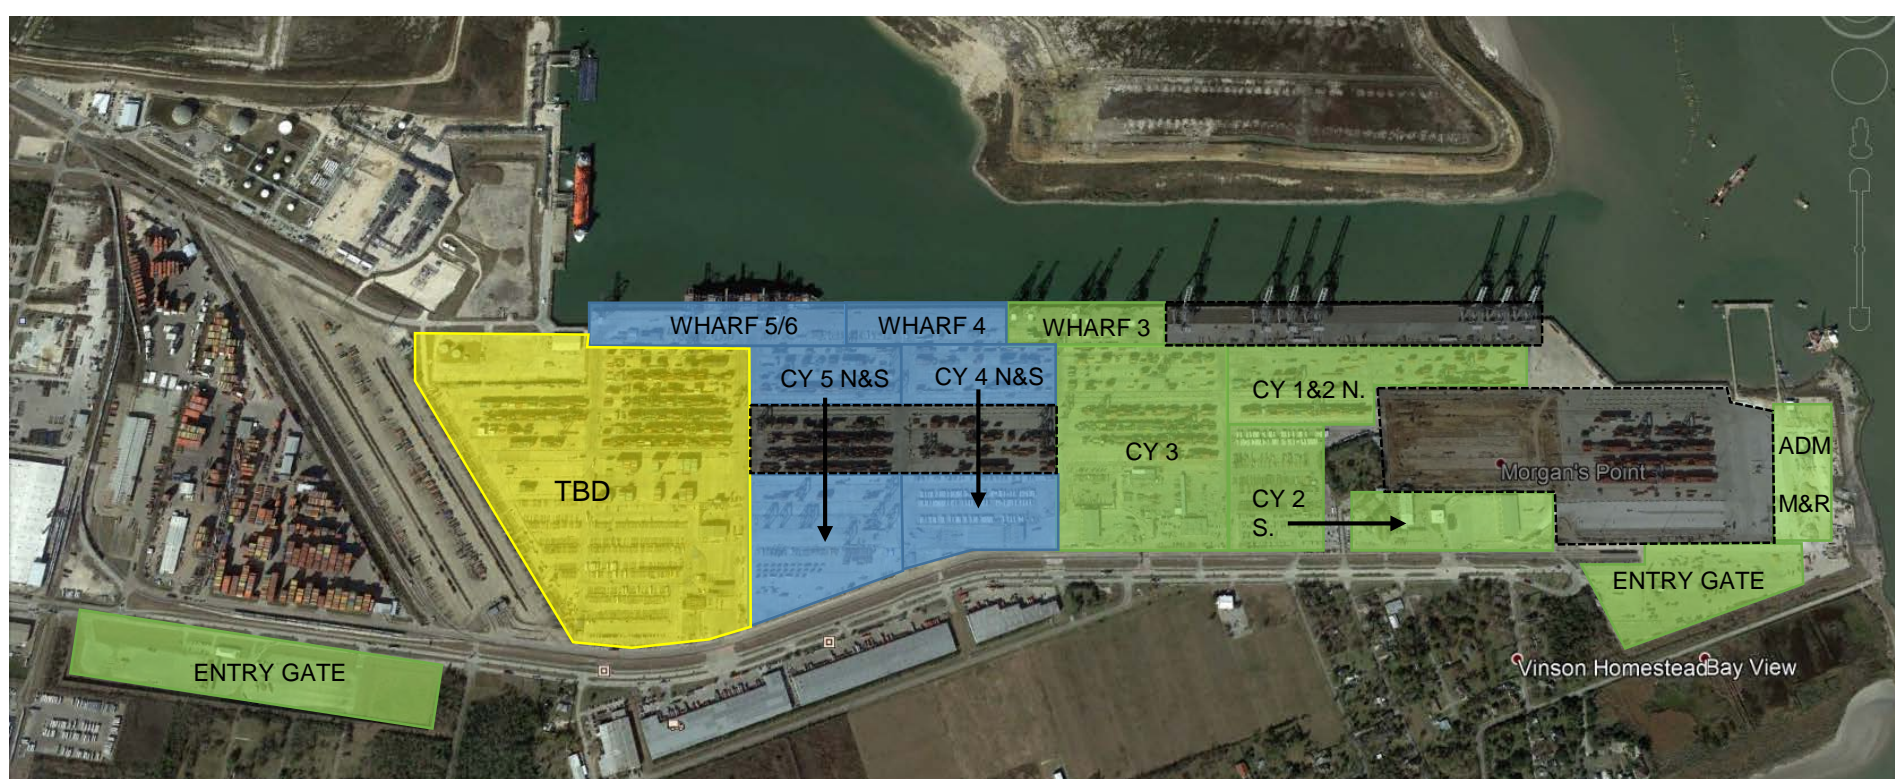 WHARF 5/6
WHARF 4
WHARF 3
CY 5 N&S
CY 4 N&S
CY 1&2 N.
CY 3
ADM
M&R
Morgan's Point
TBD
CY 2
S.
ENTRY GATE
ENTRY GATE
Vinson Homestead
Bay View